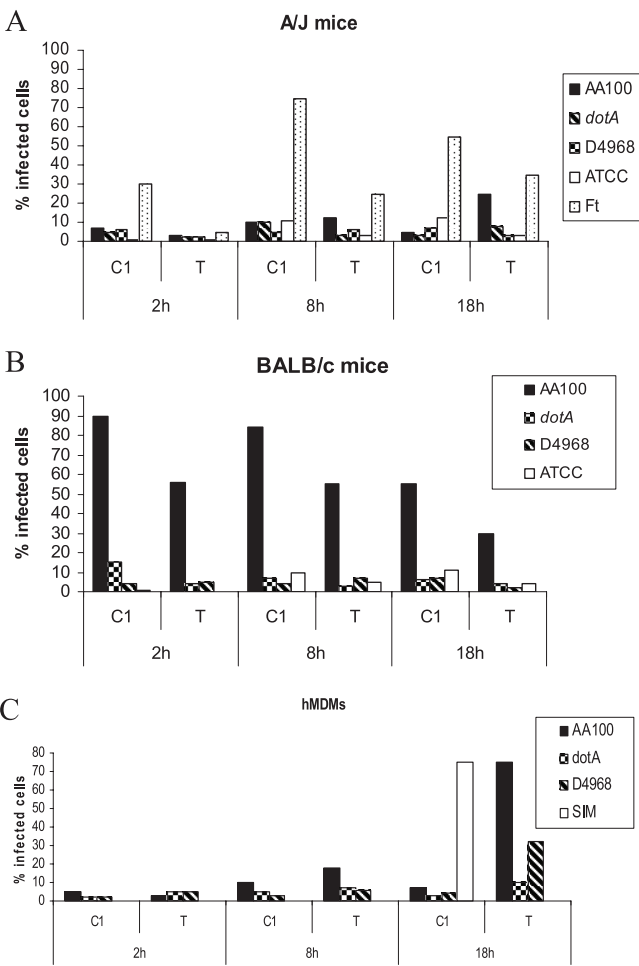 A
A/J mice
% infected cells
100
90
80
70
60
50
40
30
20
10
0
C1 T C1 T C1 T
2h 8h 18h
AA100
dotA
D4968
ATCC
Ft
B
BALB/c mice
% infected cells
100
90
80
70
60
50
40
30
20
10
0
C1 T C1 T C1 T
2h 8h 18h
AA100
dotA
D4968
ATCC
C
hMDMs
% infected cells
80
70
60
50
40
30
20
10
0
C1 T C1 T C1 T
2h 8h 18h
AA100
dotA
D4968
SIM